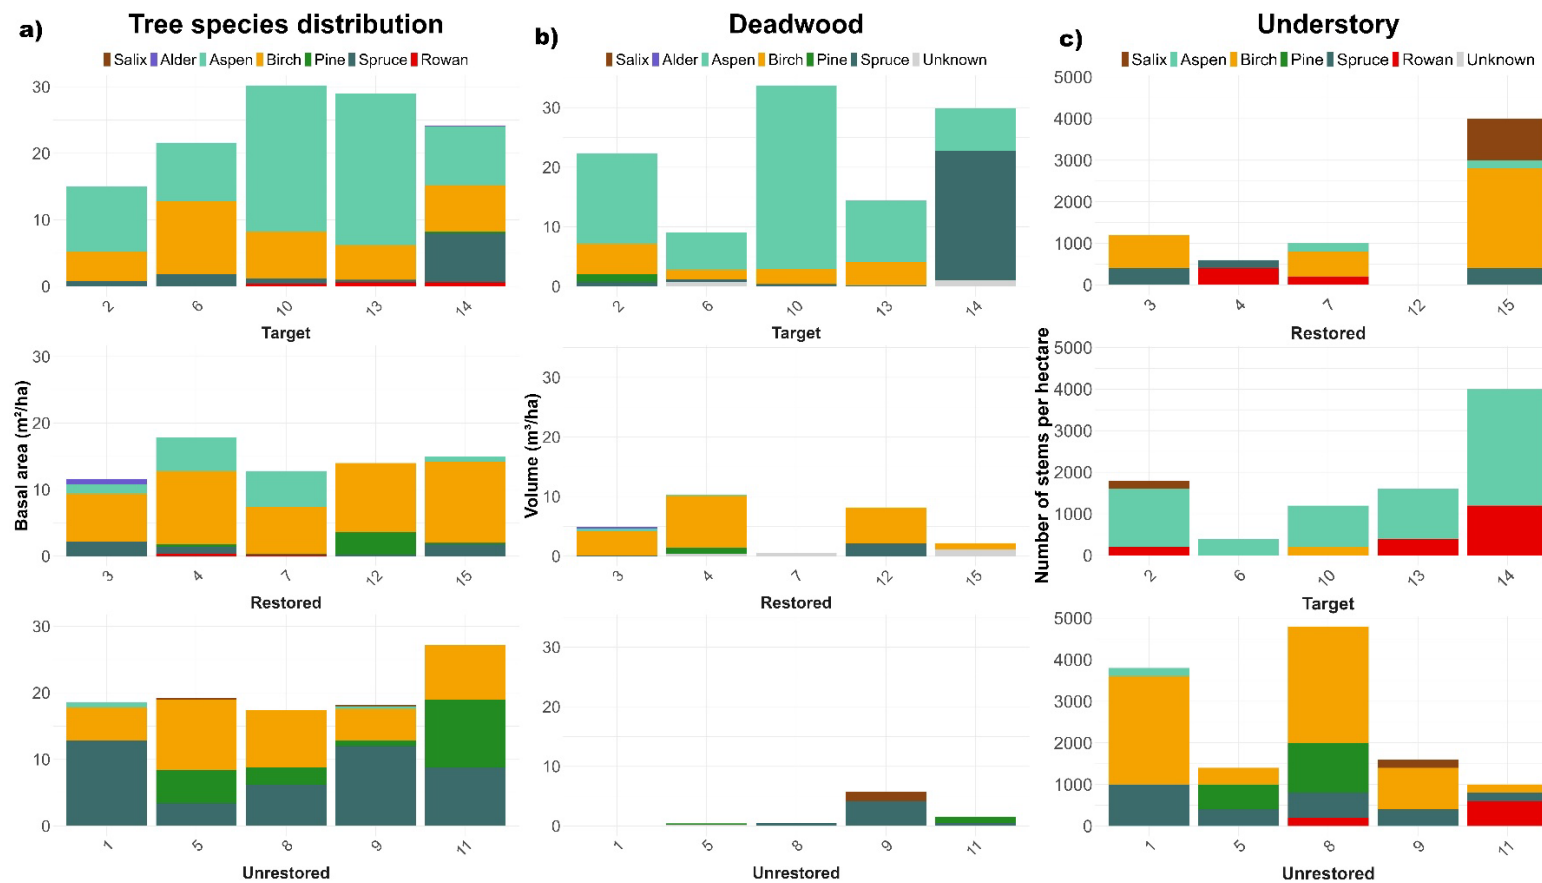 a)
Tree species distribution
Salix Alder Aspen Birch Pine Spruce Rowan
30
20
10
0
2 6 10 13 14
Target
Basal area (m²/ha)
30
20
10
0
3 4 7 12 15
Restored
30
20
10
0
1 5 8 9 11
Unrestored
b)
Deadwood
Salix Alder Aspen Birch Pine Spruce Unknown
30
20
10
0
2 6 10 13 14
Target
Volume (m³/ha)
30
20
10
0
3 4 7 12 15
Restored
30
20
10
0
1 5 8 9 11
Unrestored
c)
Understory
Salix Aspen Birch Pine Spruce Rowan Unknown
5000
4000
3000
2000
1000
0
3 4 7 12 15
Restored
Number of stems per hectare
5000
4000
3000
2000
1000
0
2 6 10 13 14
Target
5000
4000
3000
2000
1000
0
1 5 8 9 11
Unrestored